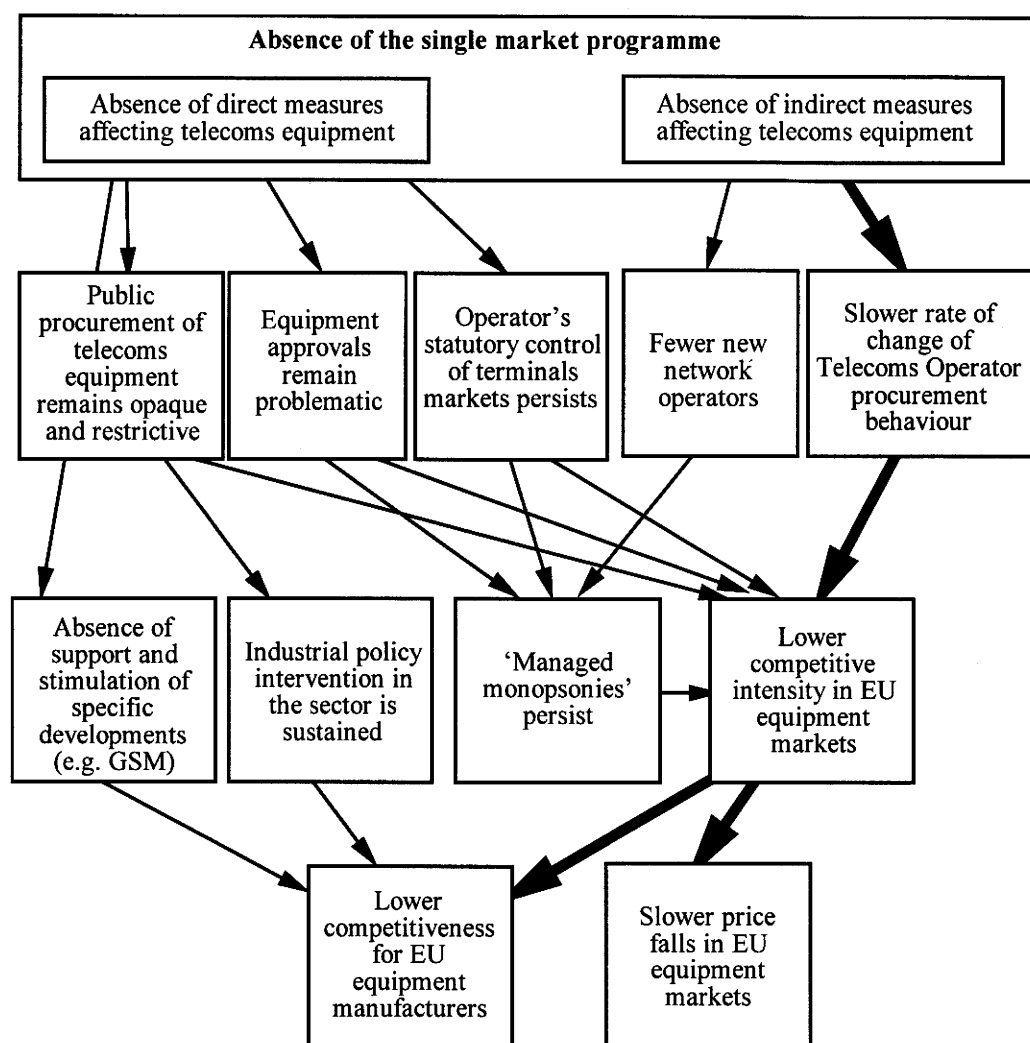 Absence of the single market programme
Absence of direct measures
affecting telecoms equipment
Absence of indirect measures
affecting telecoms equipment
Public
procurement of
telecoms
equipment
remains opaque
and restrictive
Equipment
approvals
remain
problematic
Operator's
statutory control
of terminals
markets persists
Fewer new
network
operators
Slower rate of
change of
Telecoms Operator
procurement
behaviour
Absence of
support and
stimulation of
specific
developments
(e.g. GSM)
Industrial policy
intervention in
the sector is
sustained
‘Managed
monopsonies’
persist
Lower
competitive
intensity in EU
equipment
markets
Lower
competitiveness
for EU
equipment
manufacturers
Slower price
falls in EU
equipment
markets